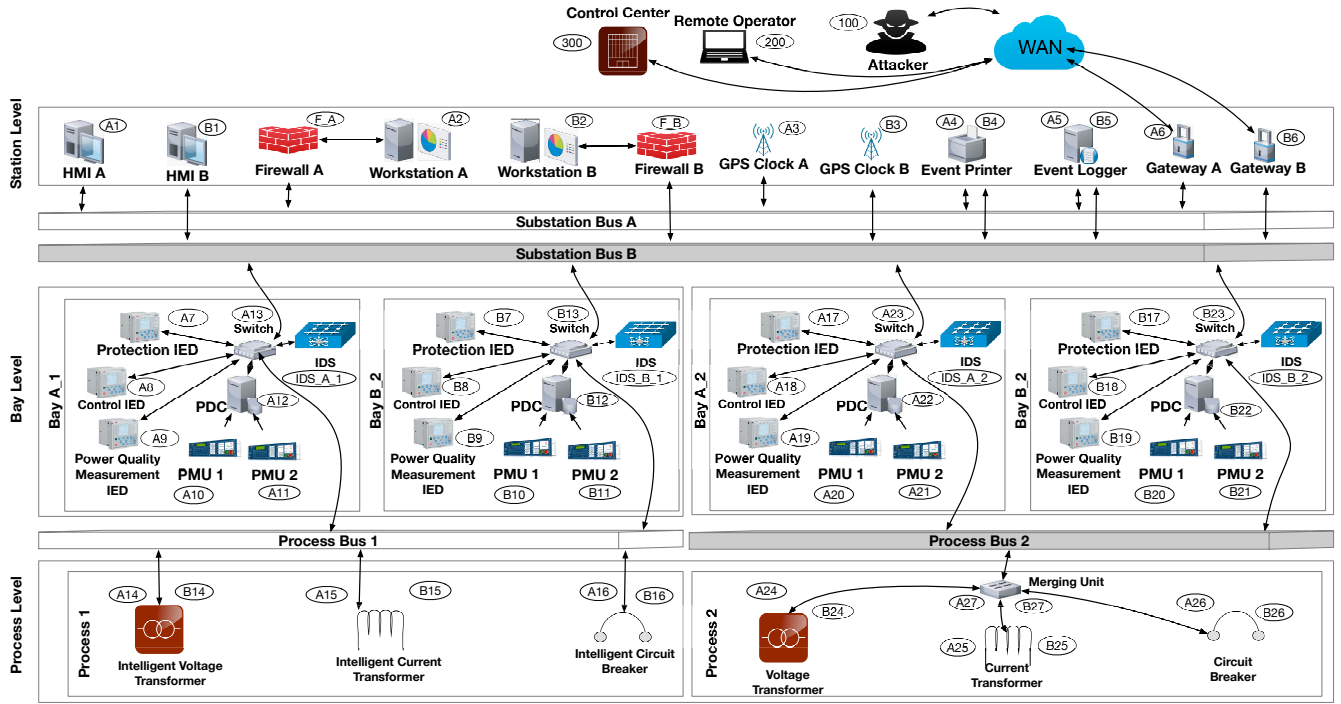 Control Center
300
Remote Operator
200
100
Attacker
WAN
Station Level
A1
HMI A
B1
HMI B
F_A
Firewall A
A2
Workstation A
B2
Workstation B
F_B
Firewall B
A3
GPS Clock A
B3
GPS Clock B
A4
B4
Event Printer
A5
B5
Event Logger
A6
Gateway A
B6
Gateway B
Substation Bus A
Substation Bus B
Bay Level
Bay A_1
A7
Protection IED
A13
Switch
IDS
IDS_A_1
A8
Control IED
PDC
A12
A9
Power Quality
Measurement
IED
PMU 1
A10
PMU 2
A11
Bay B_2
B7
Protection IED
B13
Switch
IDS
IDS_B_1
B8
Control IED
PDC
B12
B9
Power Quality
Measurement
IED
PMU 1
B10
PMU 2
B11
Bay A_2
A17
Protection IED
A23
Switch
IDS
IDS_A_2
A18
Control IED
PDC
A22
A19
Power Quality
Measurement
IED
PMU 1
A20
PMU 2
A21
Bay B_2
B17
Protection IED
B23
Switch
IDS
IDS_B_2
B18
Control IED
PDC
B22
B19
Power Quality
Measurement
IED
PMU 1
B20
PMU 2
B21
Process Bus 1
Process Bus 2
Process Level
Process 1
A14
B14
Intelligent Voltage
Transformer
A15
B15
Intelligent Current
Transformer
A16
B16
Intelligent Circuit
Breaker
Process 2
A24
B24
Voltage
Transformer
Merging Unit
A27
B27
A25
B25
Current
Transformer
A26
B26
Circuit
Breaker